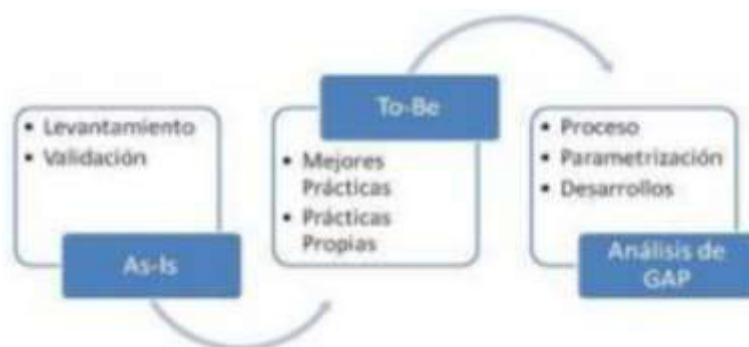 • Levantamiento
• Validación
As-Is
To-Be
• Mejores
Prácticas
• Prácticas
Propias
• Proceso
• Parametrización
• Desarrollos
Análisis de
GAP